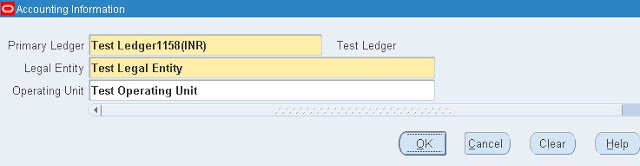 Accounting Information
Primary Ledger Test Ledger1158(INR) Test Ledger
Legal Entity Test Legal Entity
Operating Unit Test Operating Unit
OK Cancel Clear Help